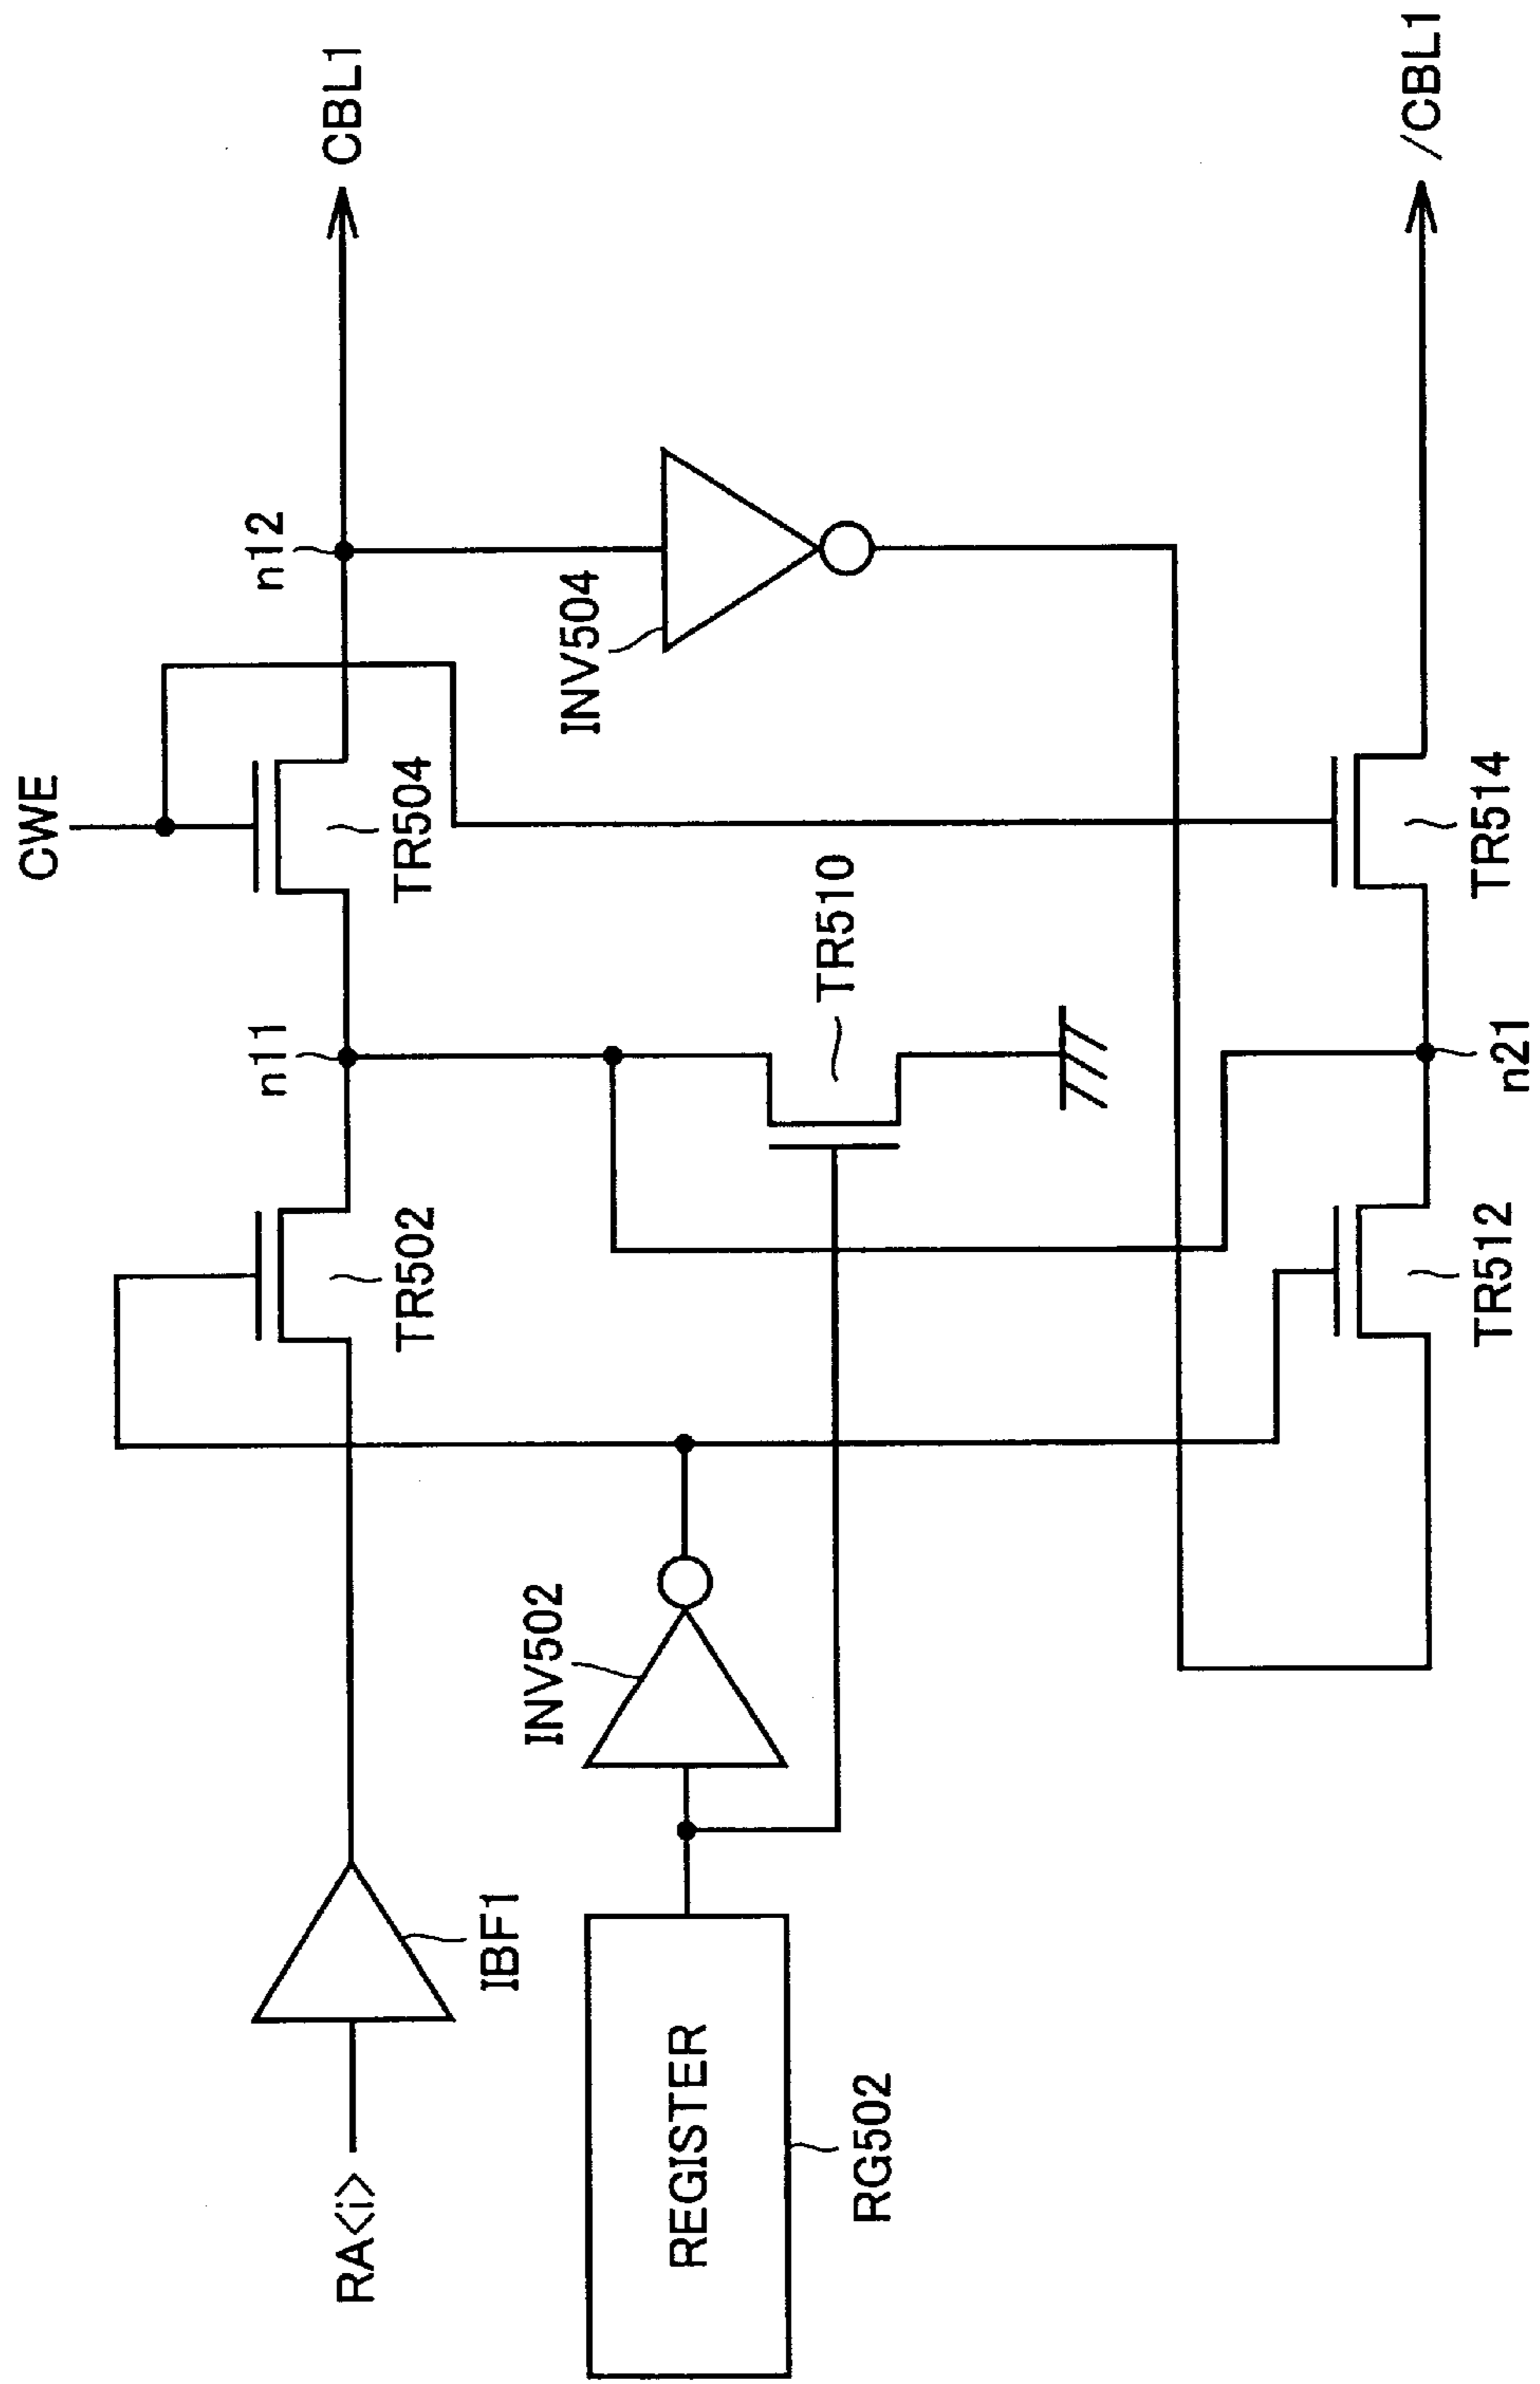 CWE
n12
CBL1
n11
TR504
TR502
INV504
RA<i>
IBF1
TR510
INV502
REGISTER
RG502
TR512
n21
TR514
/CBL1